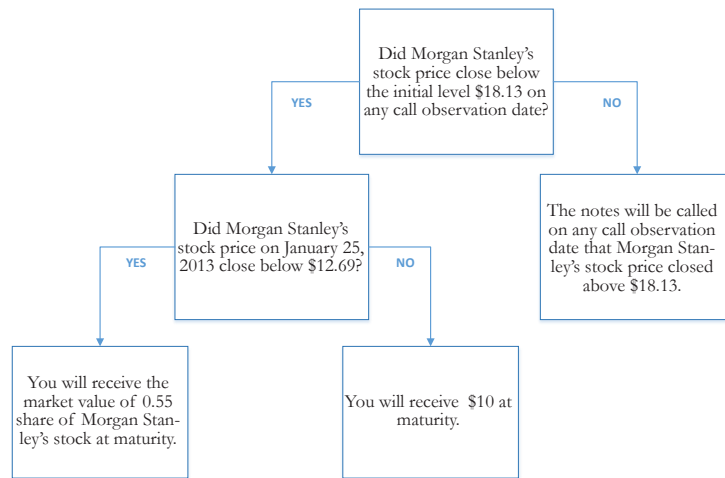 Did Morgan Stanley's
stock price close below
the initial level $18.13 on
any call observation date?
YES
NO
Did Morgan Stanley's
stock price on January 25,
2013 close below $12.69?
The notes will be called
on any call observation
date that Morgan Stan-
ley's stock price closed
above $18.13.
YES
NO
You will receive the
market value of 0.55
share of Morgan Stan-
ley's stock at maturity.
You will receive $10 at
maturity.